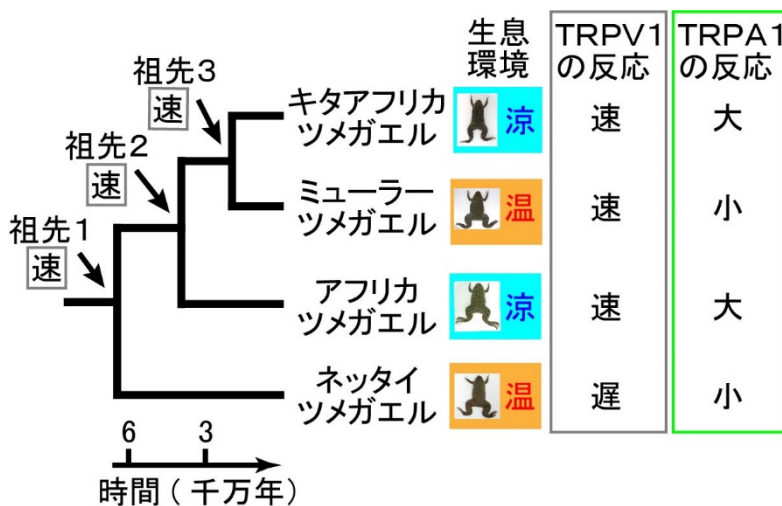 生息
環境
TRPV1
の反応
TRPA1
の反応
祖先3
速
キタアフリカ
ツメガエル
涼
速
大
祖先2
速
ミューラー
ツメガエル
温
速
小
祖先1
速
アフリカ
ツメガエル
涼
速
大
ネッタイ
ツメガエル
温
遅
小
6 3
時間(千万年)